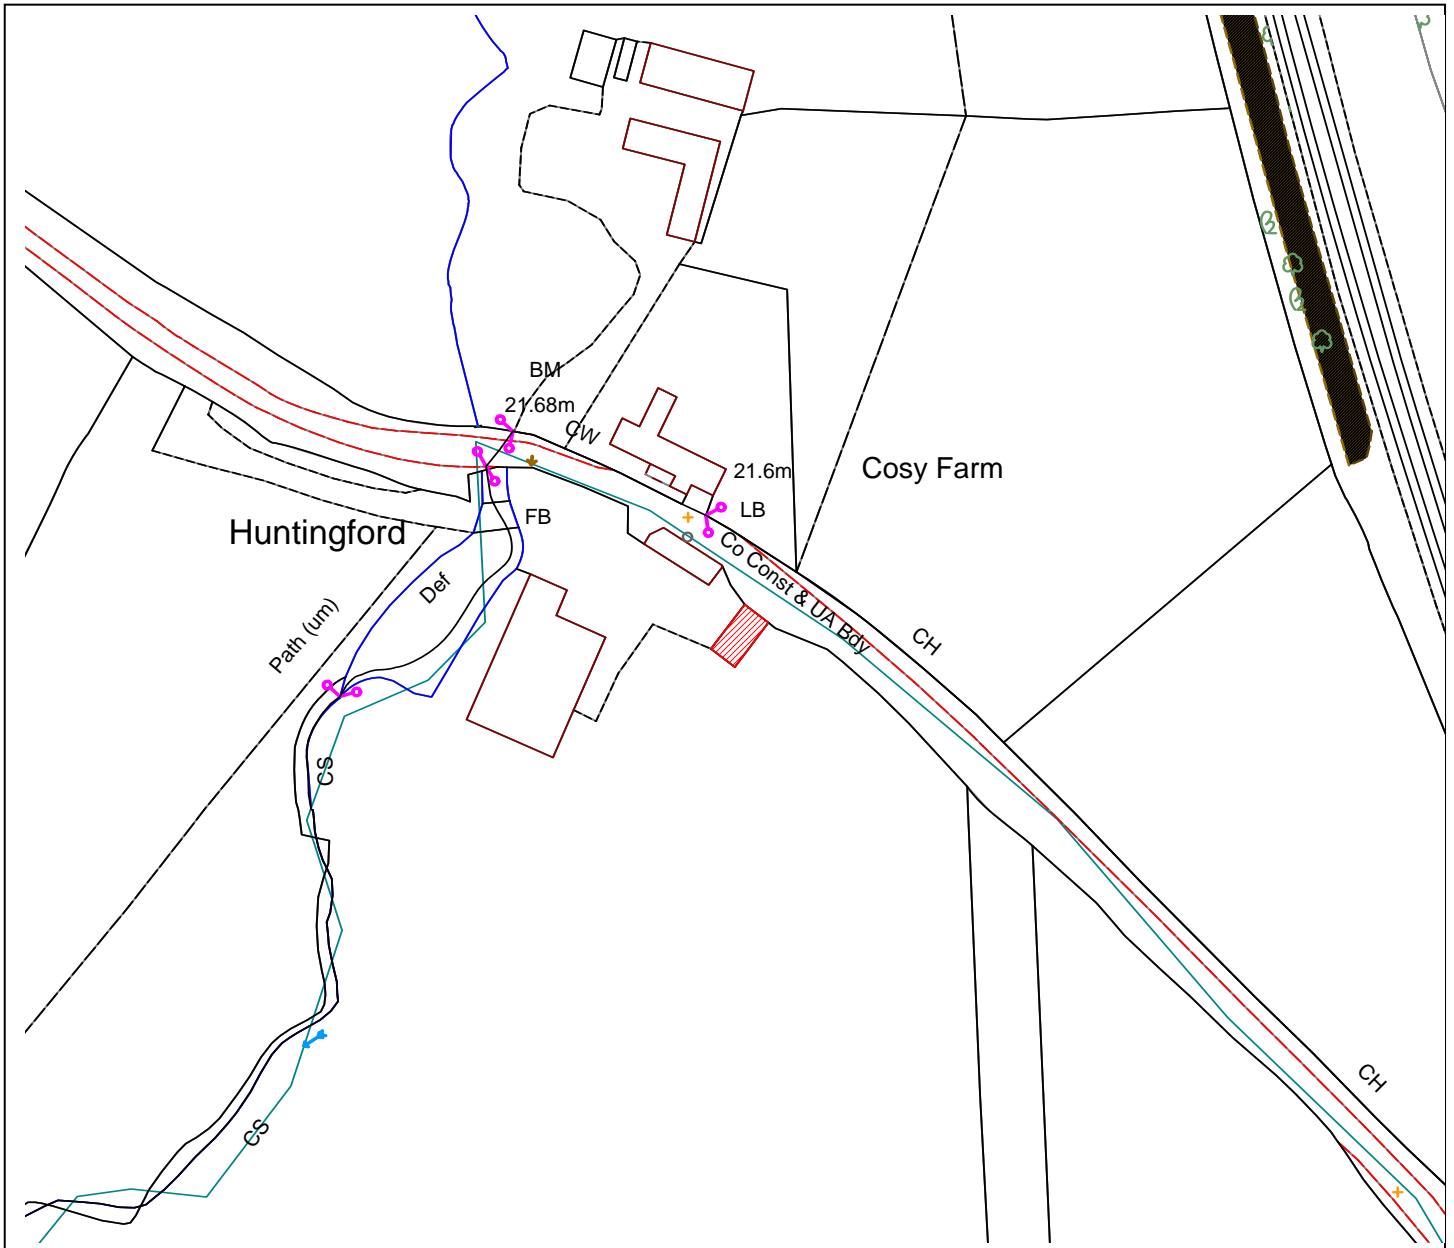 BM
21.68m
CW
21.6m
Cosy Farm
LB
Huntingford
FB
Co Const & UA Bdy
Def
Path (um)
CH
CS
CH
CS